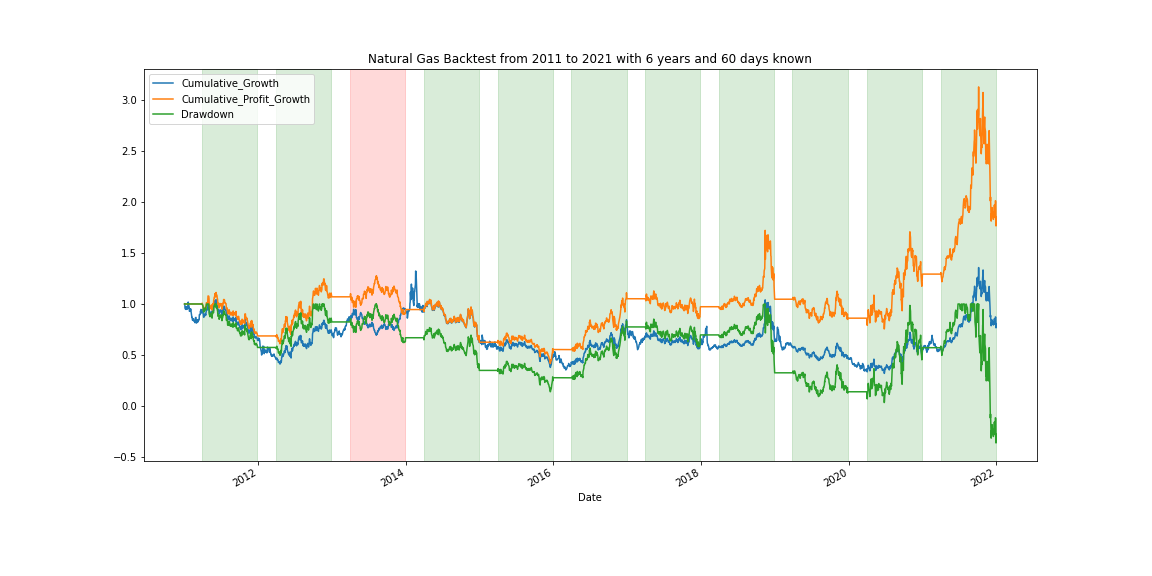 Natural Gas Backtest from 2011 to 2021 with 6 years and 60 days known
Cumulative_Growth
Cumulative_Profit_Growth
Drawdown
3.0
2.5
2.0
1.5
1.0
0.5
0.0
−0.5
2012
2014
2016
2018
2020
2022
Date